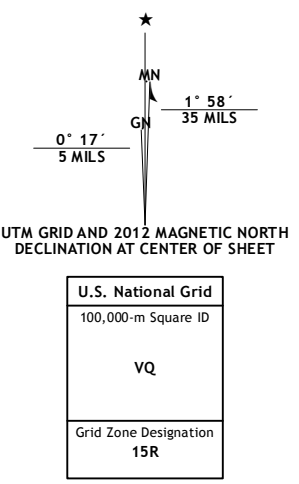 ★
MN
1° 58´
35 MILS
GN
0° 17´
5 MILS
UTM GRID AND 2012 MAGNETIC NORTH
DECLINATION AT CENTER OF SHEET
U.S. National Grid
100,000-m Square ID
VQ
Grid Zone Designation
15R